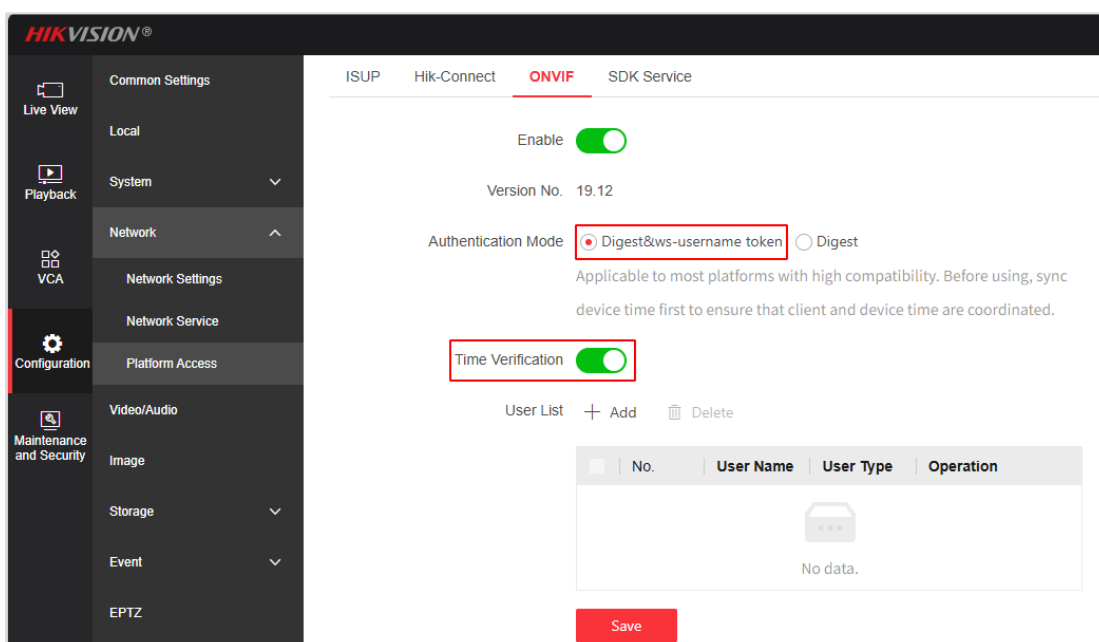 HIKVISION®
Live View
Playback
VCA
Configuration
Maintenance
and Security
Common Settings
Local
System
Network
Network Settings
Network Service
Platform Access
Video/Audio
Image
Storage
Event
EPTZ
ISUP Hik-Connect ONVIF SDK Service
Enable
Version No. 19.12
Authentication Mode Digest&ws-username token Digest
Applicable to most platforms with high compatibility. Before using, sync
device time first to ensure that client and device time are coordinated.
Time Verification
User List + Add Delete
No. User Name User Type Operation
No data.
Save